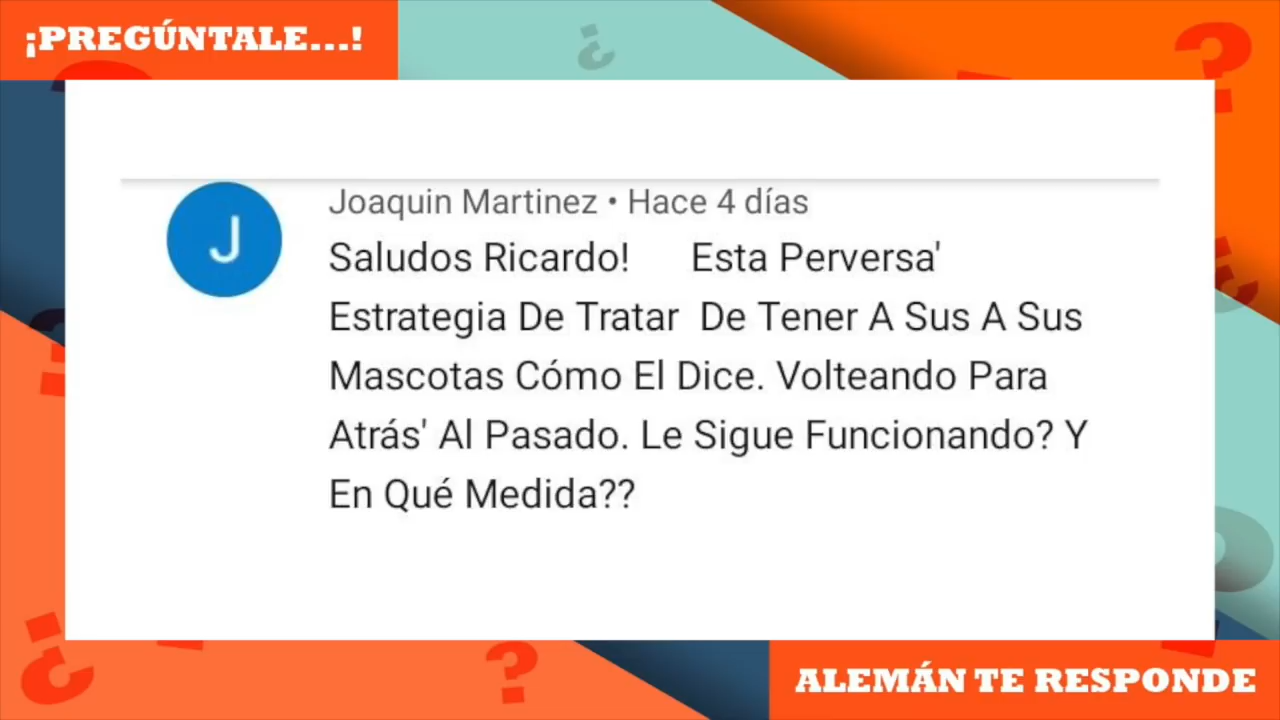 ¡PREGÚNTALE...!
J
Joaquin Martinez • Hace 4 días
Saludos Ricardo! Esta Perversa'
Estrategia De Tratar De Tener A Sus A Sus
Mascotas Cómo El Dice. Volteando Para
Atrás' Al Pasado. Le Sigue Funcionando? Y
En Qué Medida??
ALEMÁN TE RESPONDE